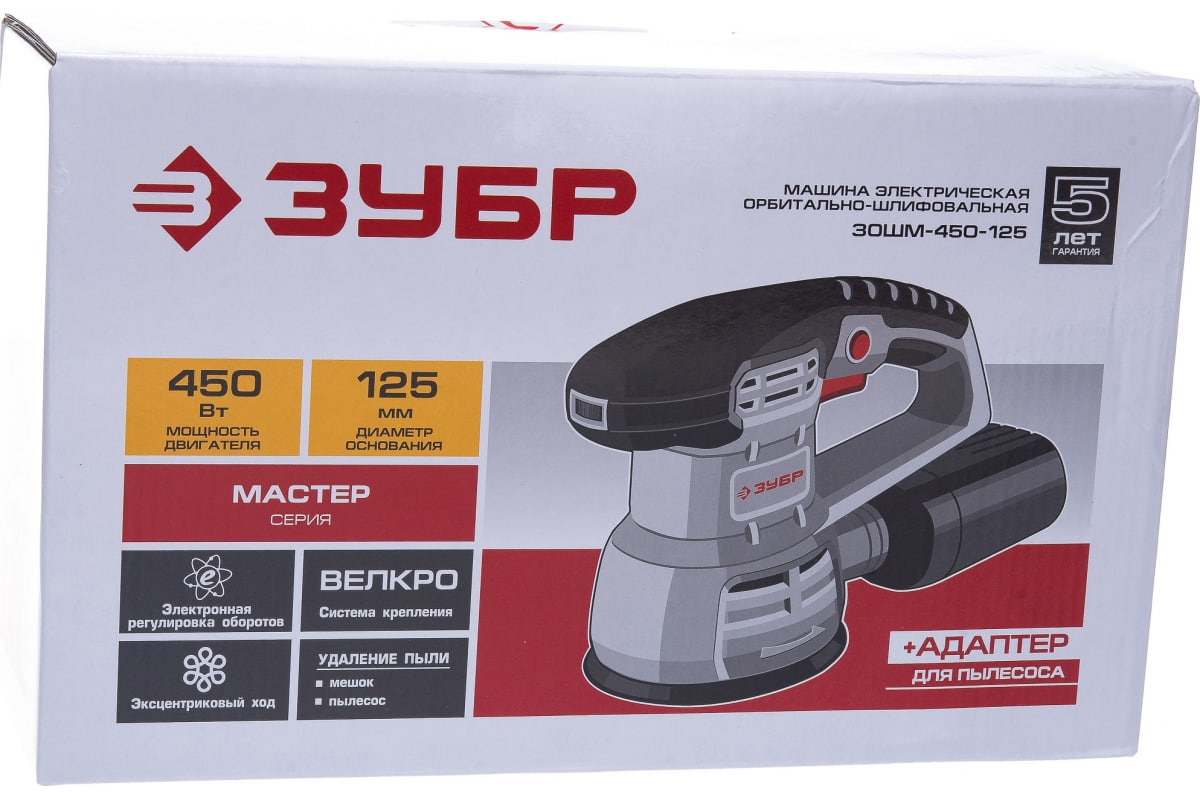 ЗУБР
МАШИНА ЭЛЕКТРИЧЕСКАЯ
ОРБИТАЛЬНО-ШЛИФОВАЛЬНАЯ
ЗОШМ-450-125
5
лет
ГАРАНТИЯ
450
Вт
МОЩНОСТЬ
ДВИГАТЕЛЯ
125
мм
ДИАМЕТР
ОСНОВАНИЯ
МАСТЕР
СЕРИЯ
e
Электронная
регулировка оборотов
ВЕЛКРО
Система крепления
Эксцентриковый ход
УДАЛЕНИЕ ПЫЛИ
мешок
пылесос
ЗУБР
+АДАПТЕР
ДЛЯ ПЫЛЕСОСА